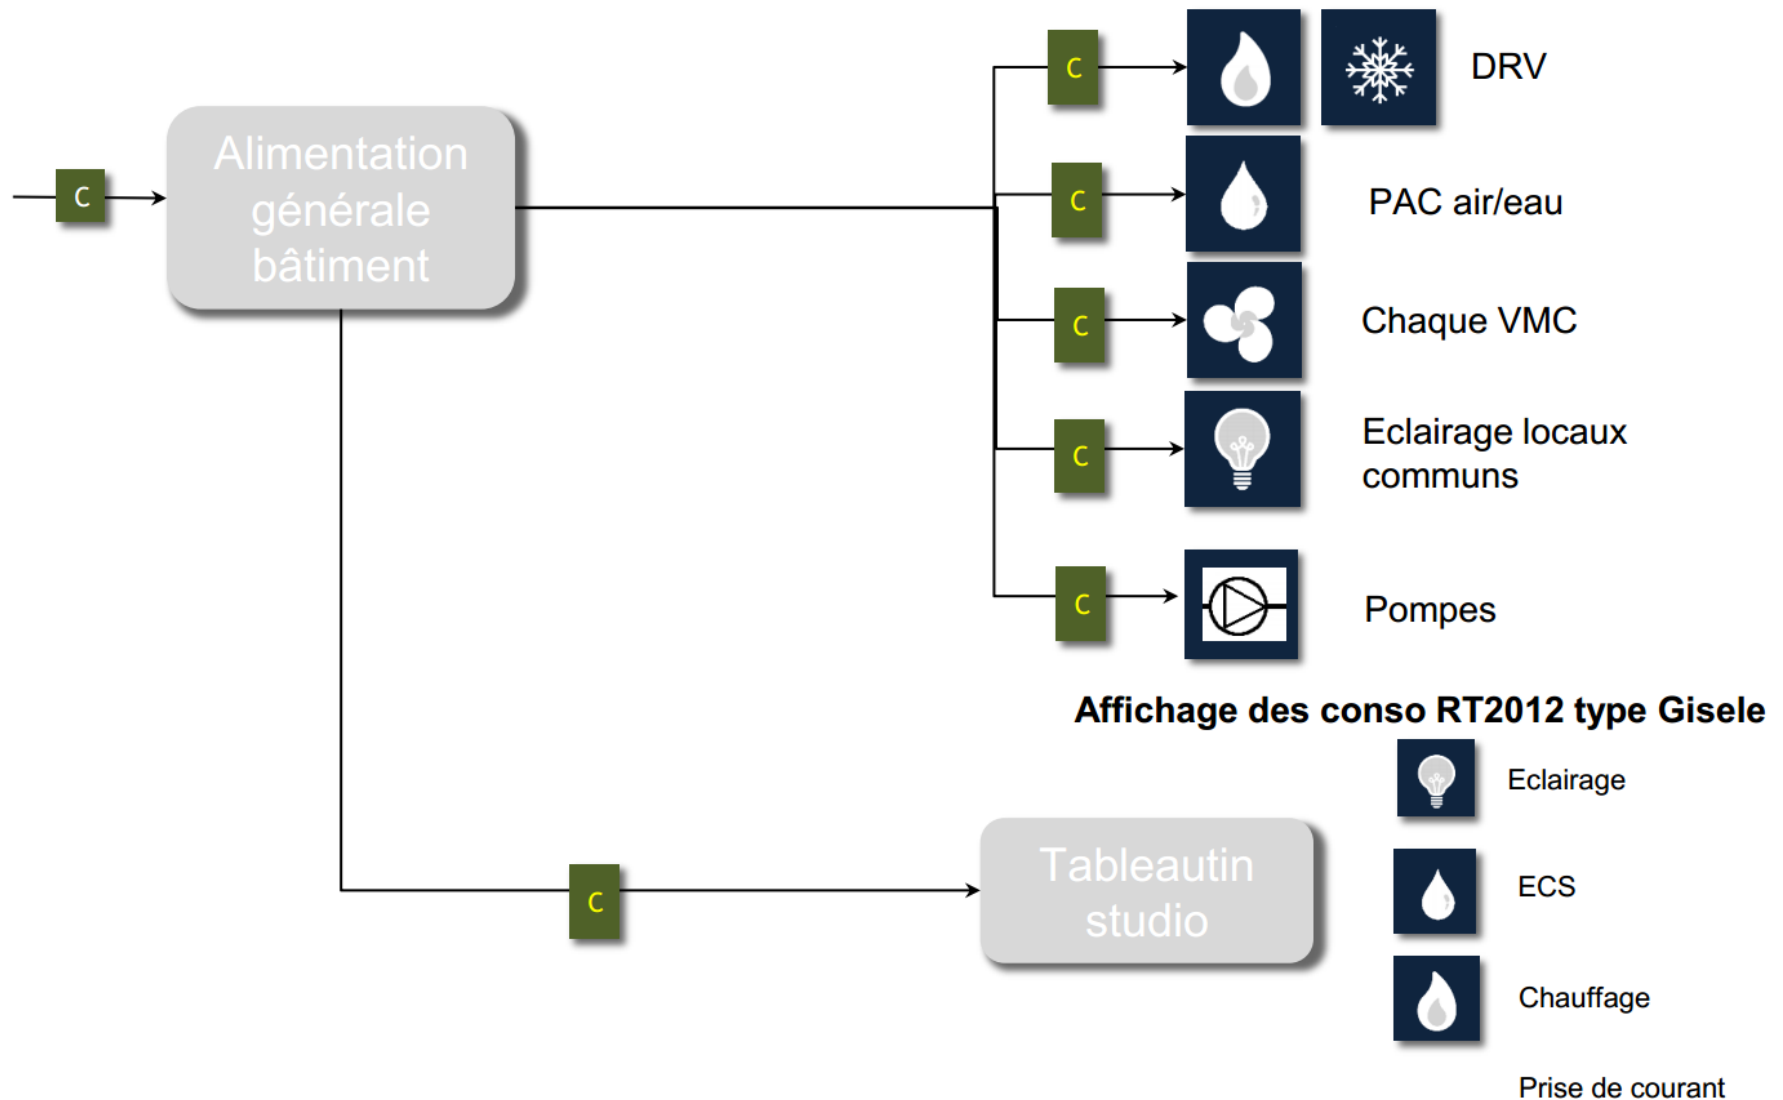 C
DRV
Alimentation
générale
bâtiment
C
C
PAC air/eau
C
Chaque VMC
C
Eclairage locaux
communs
C
Pompes
Affichage des conso RT2012 type Gisele
Eclairage
Tableautin
studio
C
ECS
Chauffage
Prise de courant